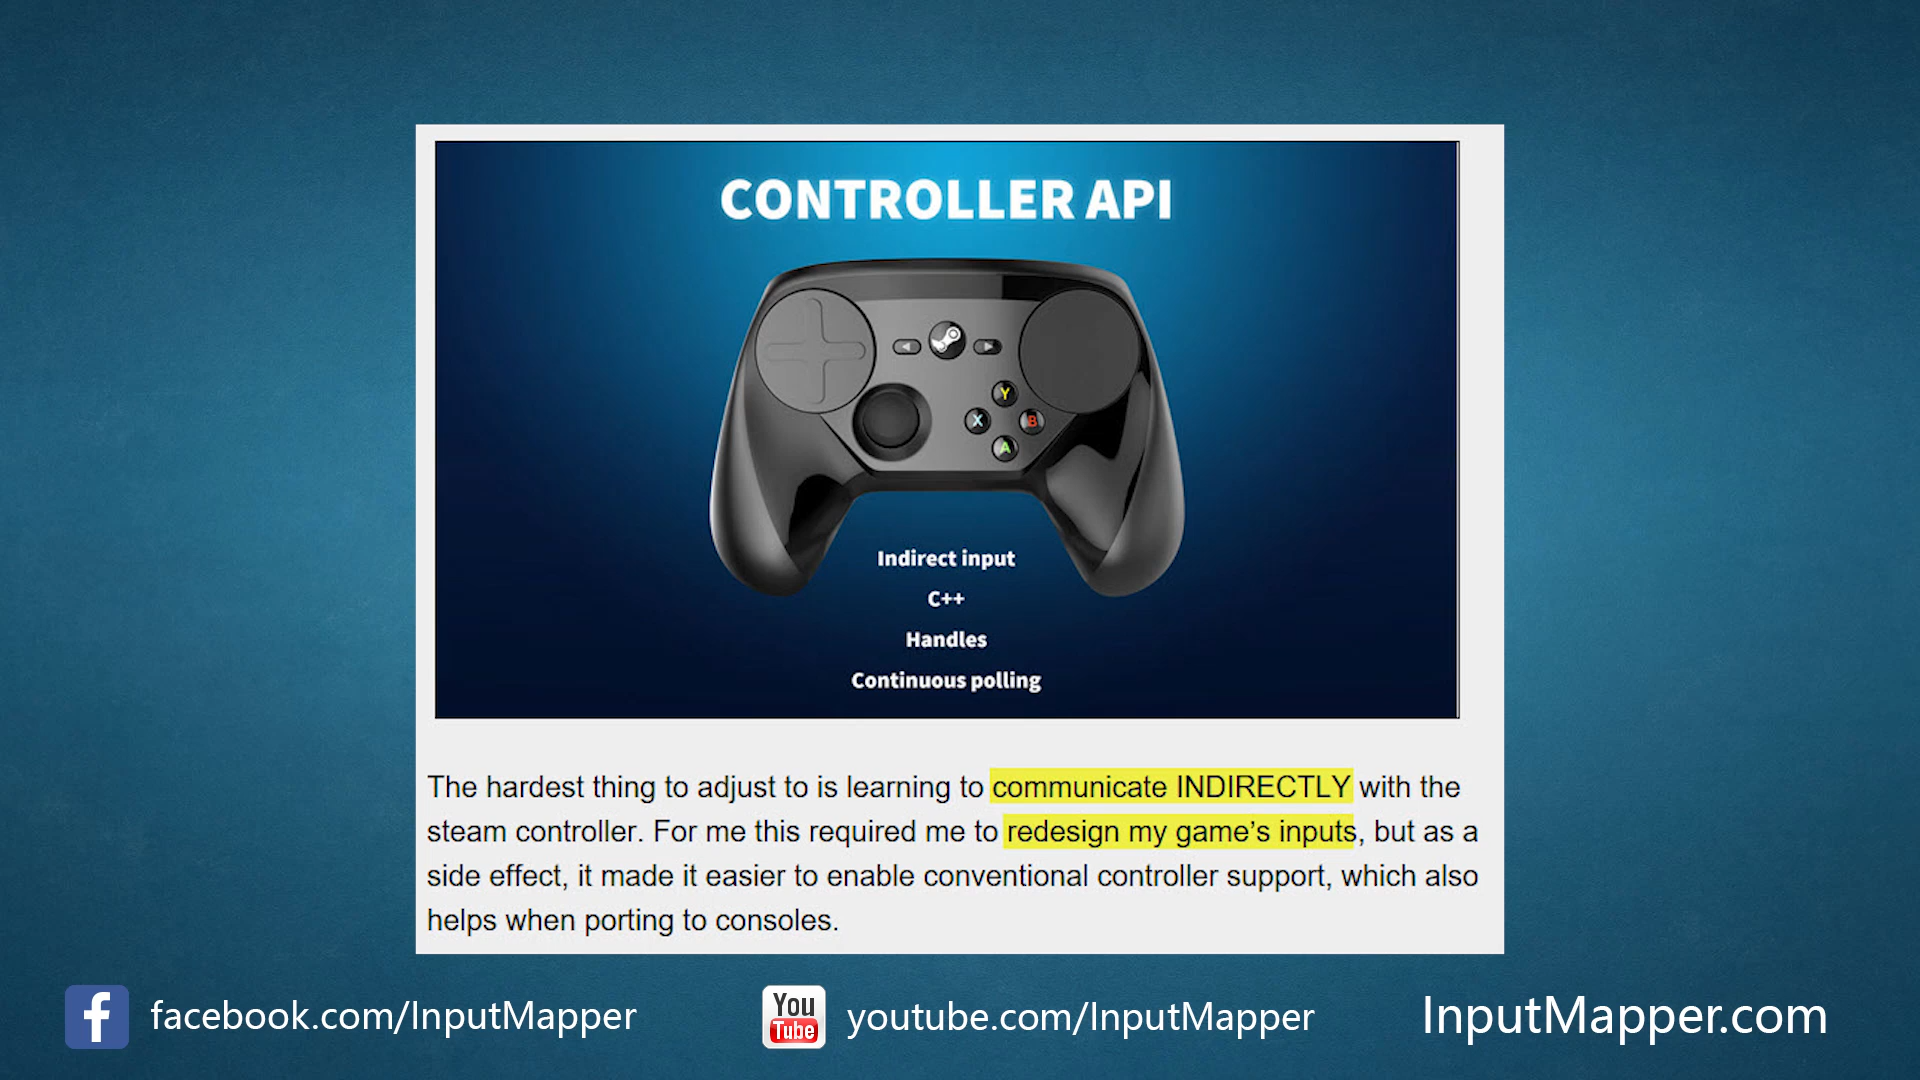 CONTROLLER API
Y
X B
A
Indirect input
C++
Handles
Continuous polling
The hardest thing to adjust to is learning to communicate INDIRECTLY with the
steam controller. For me this required me to redesign my game’s inputs, but as a
side effect, it made it easier to enable conventional controller support, which also
helps when porting to consoles.
f facebook.com/InputMapper
You
Tube
youtube.com/InputMapper
InputMapper.com